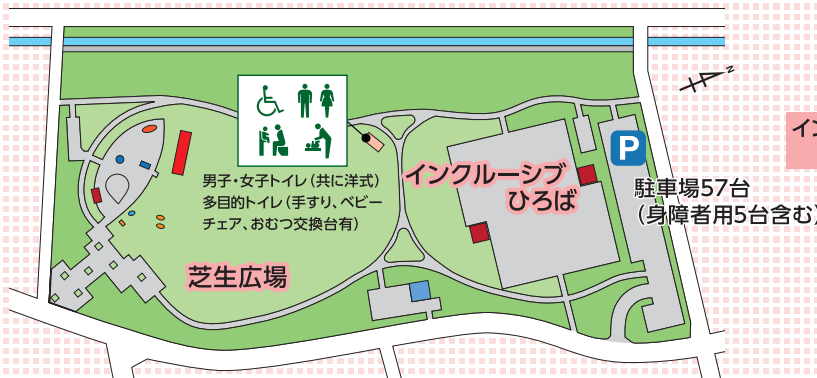 N
イン
P
インクルーシブ
ひろば
駐車場57台
(身障者用5台含む)
男子・女子トイレ(共に洋式)
多目的トイレ(手すり、ベビー
チェア、おむつ交換台有)
芝生広場